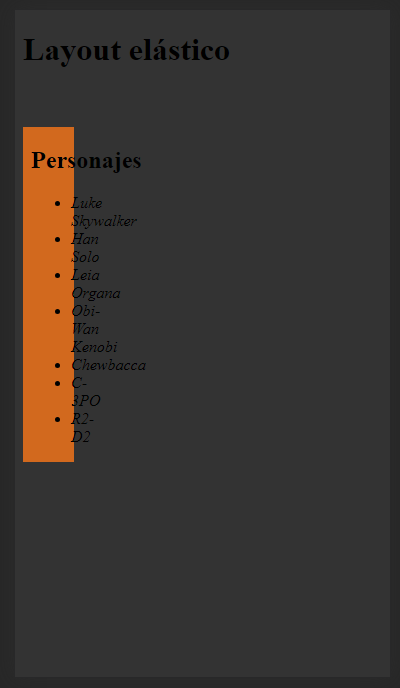 Layout elástico
Personajes
Luke
Skywalker
Han
Solo
Leia
Organa
Obi-
Wan
Kenobi
Chewbacca
C-
3PO
R2-
D2